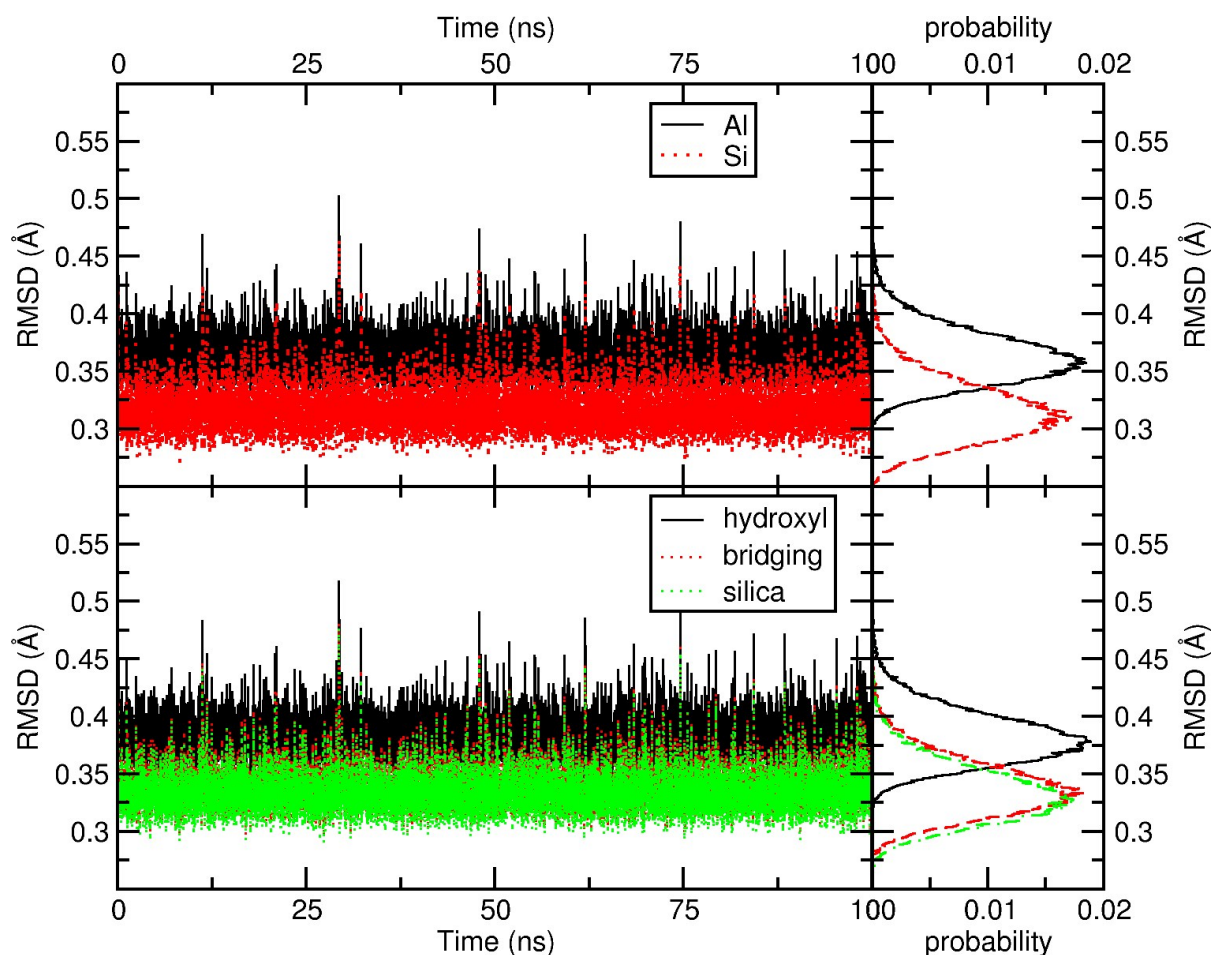 Time (ns) probability
0 25 50 75 100 0 0.01 0.02
Al
Si
0.55 0.55
0.5 0.5
0.45 0.45
0.4 0.4
0.35 0.35
0.3 0.3
RMSD (Å) RMSD (Å)
hydroxyl
bridging
silica
0.55 0.55
0.5 0.5
0.45 0.45
0.4 0.4
0.35 0.35
0.3 0.3
RMSD (Å) RMSD (Å)
0 25 50 75 100 0 0.01 0.02
Time (ns) probability